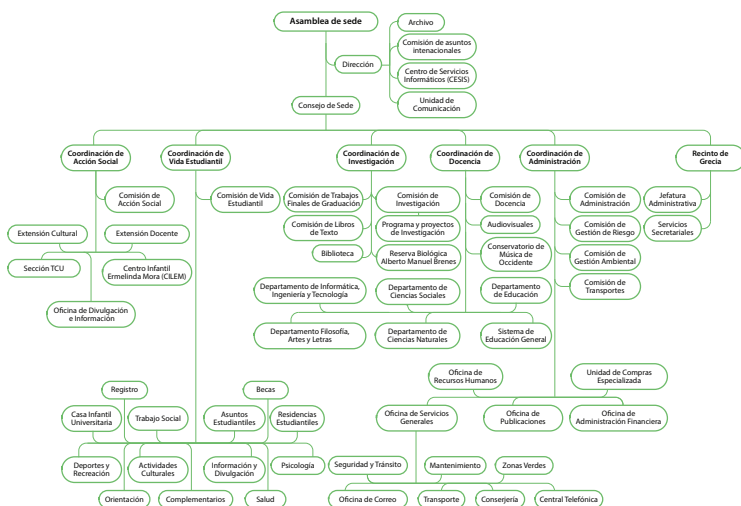 Asamblea de sede
Archivo
Comisión de asuntos
intenacionales
Dirección
Centro de Servicios
Informáticos (CESIS)
Unidad de
Comunicación
Consejo de Sede
Coordinación de
Acción Social
Coordinación de
Vida Estudiantil
Coordinación de
Investigación
Coordinación de
Docencia
Coordinación de
Administración
Recinto de
Grecia
Comisión de
Acción Social
Comisión de Vida
Estudiantil
Comisión de Trabajos
Finales de Graduación
Comisión de
Investigación
Comisión de
Docencia
Comisión de
Administración
Jefatura
Administrativa
Extensión Cultural
Extensión Docente
Comisión de Libros
de Texto
Programa y proyectos
de Investigación
Audiovisuales
Comisión de
Gestión de Riesgo
Servicios
Secretariales
Sección TCU
Centro Infantil
Ermelinda Mora (CILEM)
Biblioteca
Reserva Biológica
Alberto Manuel Brenes
Conservatorio de
Música de
Occidente
Comisión de
Gestión Ambiental
Oficina de Divulgación
e Información
Departamento de Informática,
Ingeniería y Tecnología
Departamento de
Ciencias Sociales
Departamento
de Educación
Comisión de
Transportes
Departamento Filosofía,
Artes y Letras
Departamento de
Ciencias Naturales
Sistema de
Educación General
Registro
Becas
Oficina de
Recursos Humanos
Unidad de Compras
Especializada
Casa Infantil
Universitaria
Trabajo Social
Asuntos
Estudiantiles
Residencias
Estudiantiles
Oficina de Servicios
Generales
Oficina de
Publicaciones
Oficina de
Administración Financiera
Deportes y
Recreación
Actividades
Culturales
Información y
Divulgación
Psicología
Seguridad y Tránsito
Mantenimiento
Zonas Verdes
Orientación
Complementarios
Salud
Oficina de Correo
Transporte
Conserjería
Central Telefónica